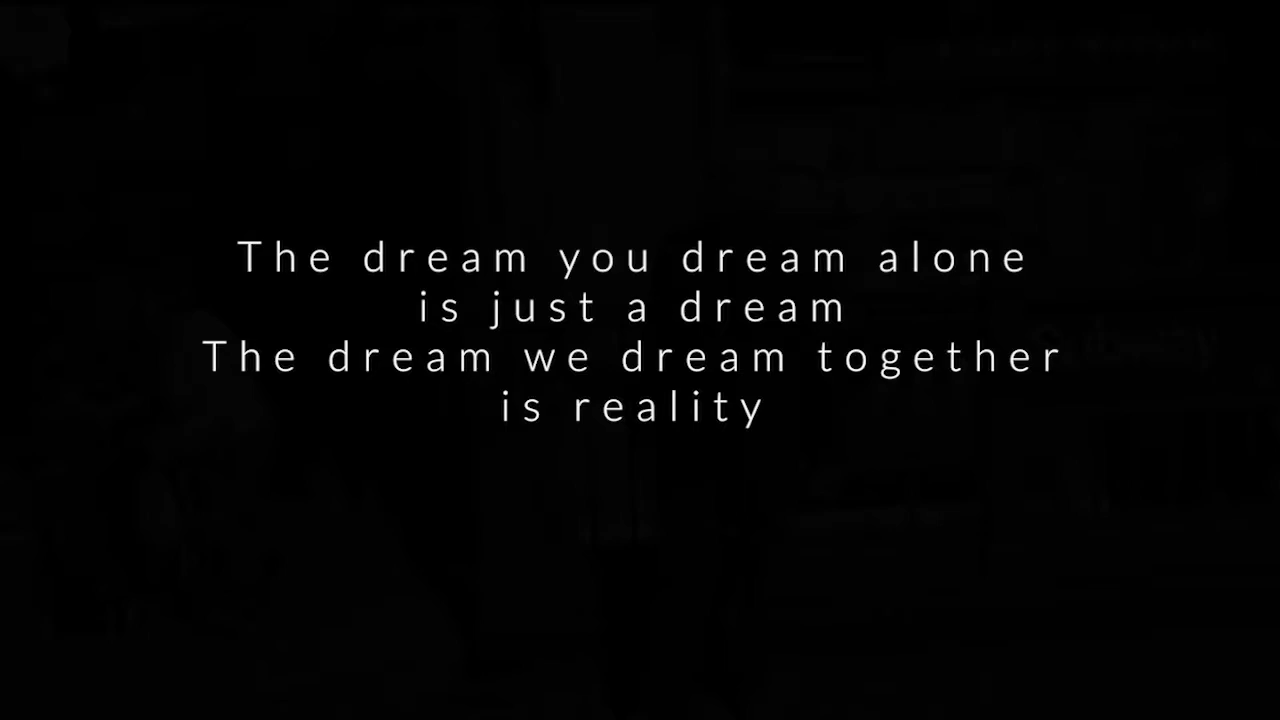 The dream you dream alone
is just a dream
The dream we dream together
is reality